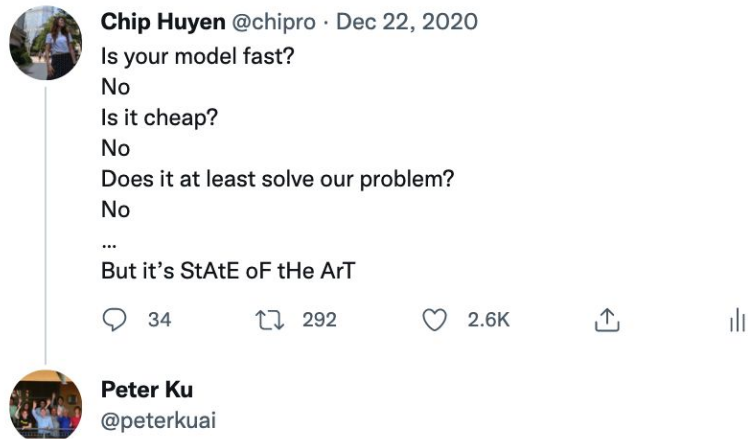 Chip Huyen @chipro · Dec 22, 2020
Is your model fast?
No
Is it cheap?
No
Does it at least solve our problem?
No
...
But it’s StAtE oF tHe ArT
34 292 2.6K
Peter Ku
@peterkuai